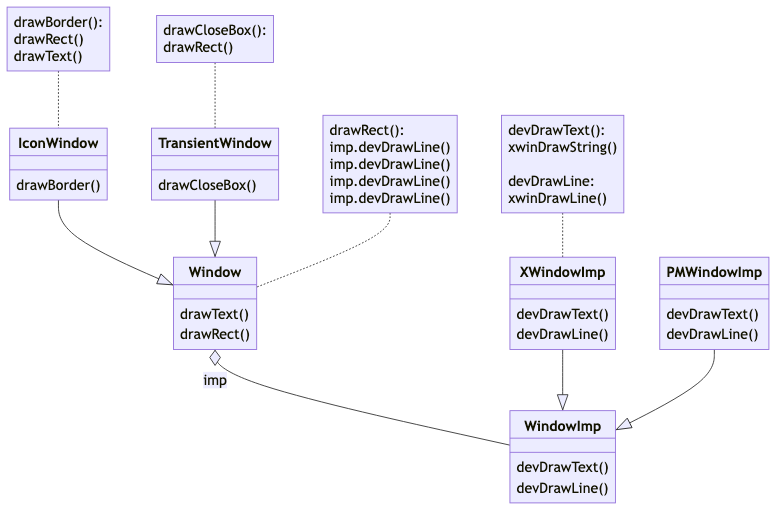 drawBorder():
drawRect()
drawText()
drawCloseBox():
drawRect()
drawRect():
imp.devDrawLine()
imp.devDrawLine()
imp.devDrawLine()
imp.devDrawLine()
devDrawText():
xwinDrawString()
devDrawLine:
xwinDrawLine()
IconWindow
drawBorder()
TransientWindow
drawCloseBox()
Window
drawText()
drawRect()
XWindowImp
devDrawText()
devDrawLine()
PMWindowImp
devDrawText()
devDrawLine()
imp
WindowImp
devDrawText()
devDrawLine()